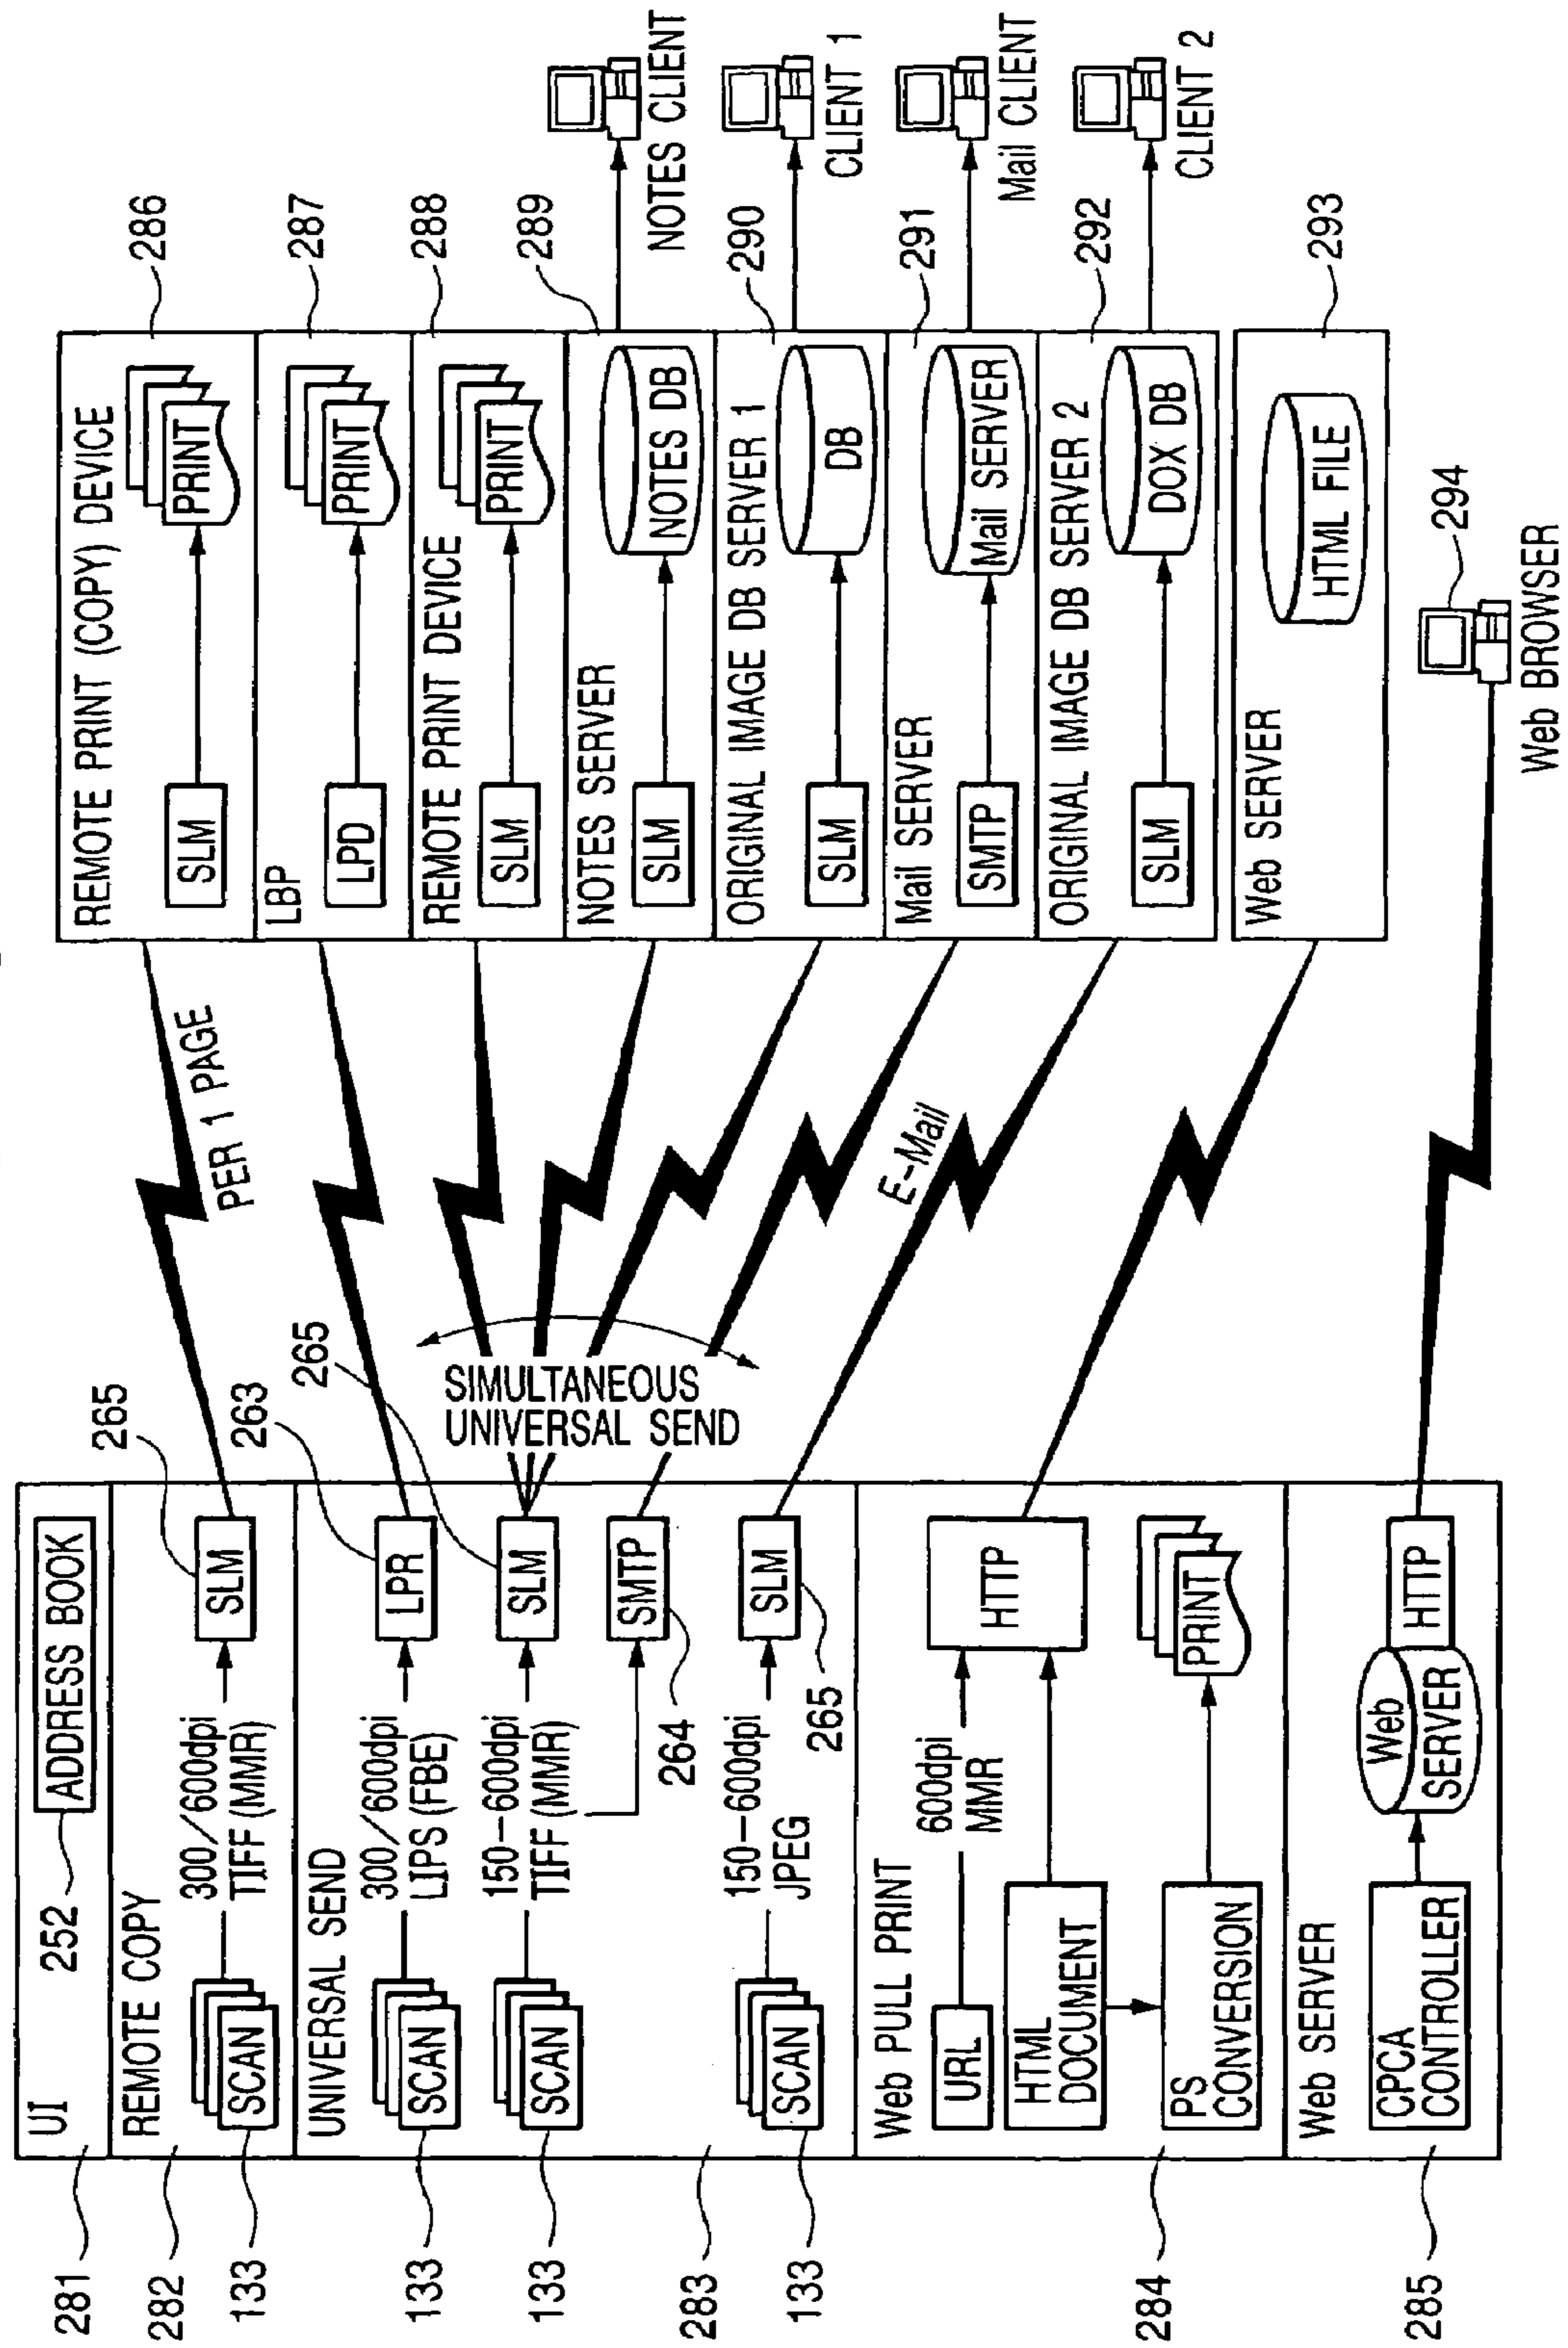 281
UI
252
ADDRESS BOOK
282
REMOTE COPY
133
SCAN
300/600dpi
TIFF (MMR)
SLM
265
UNIVERSAL SEND
133
SCAN
300/600dpi
LIPS (FBE)
LPR
263
133
SCAN
150-600dpi
TIFF (MMR)
SLM
265
SMTP
264
283
133
SCAN
150-600dpi
JPEG
SLM
265
SIMULTANEOUS
UNIVERSAL SEND
284
Web PULL PRINT
URL
600dpi
MMR
HTTP
HTML
DOCUMENT
PS
CONVERSION
PRINT
285
Web SERVER
CPCA
CONTROLLER
Web
SERVER
HTTP
PER 1 PAGE
E-Mail
REMOTE PRINT (COPY) DEVICE
SLM
PRINT
286
LBP
LPD
PRINT
287
REMOTE PRINT DEVICE
SLM
PRINT
288
NOTES SERVER
SLM
NOTES DB
289
NOTES CLIENT
ORIGINAL IMAGE DB SERVER 1
SLM
DB
290
CLIENT 1
Mail SERVER
SMTP
Mail SERVER
291
Mail CLIENT
ORIGINAL IMAGE DB SERVER 2
SLM
DOX DB
292
CLIENT 2
Web SERVER
HTML FILE
293
294
Web BROWSER